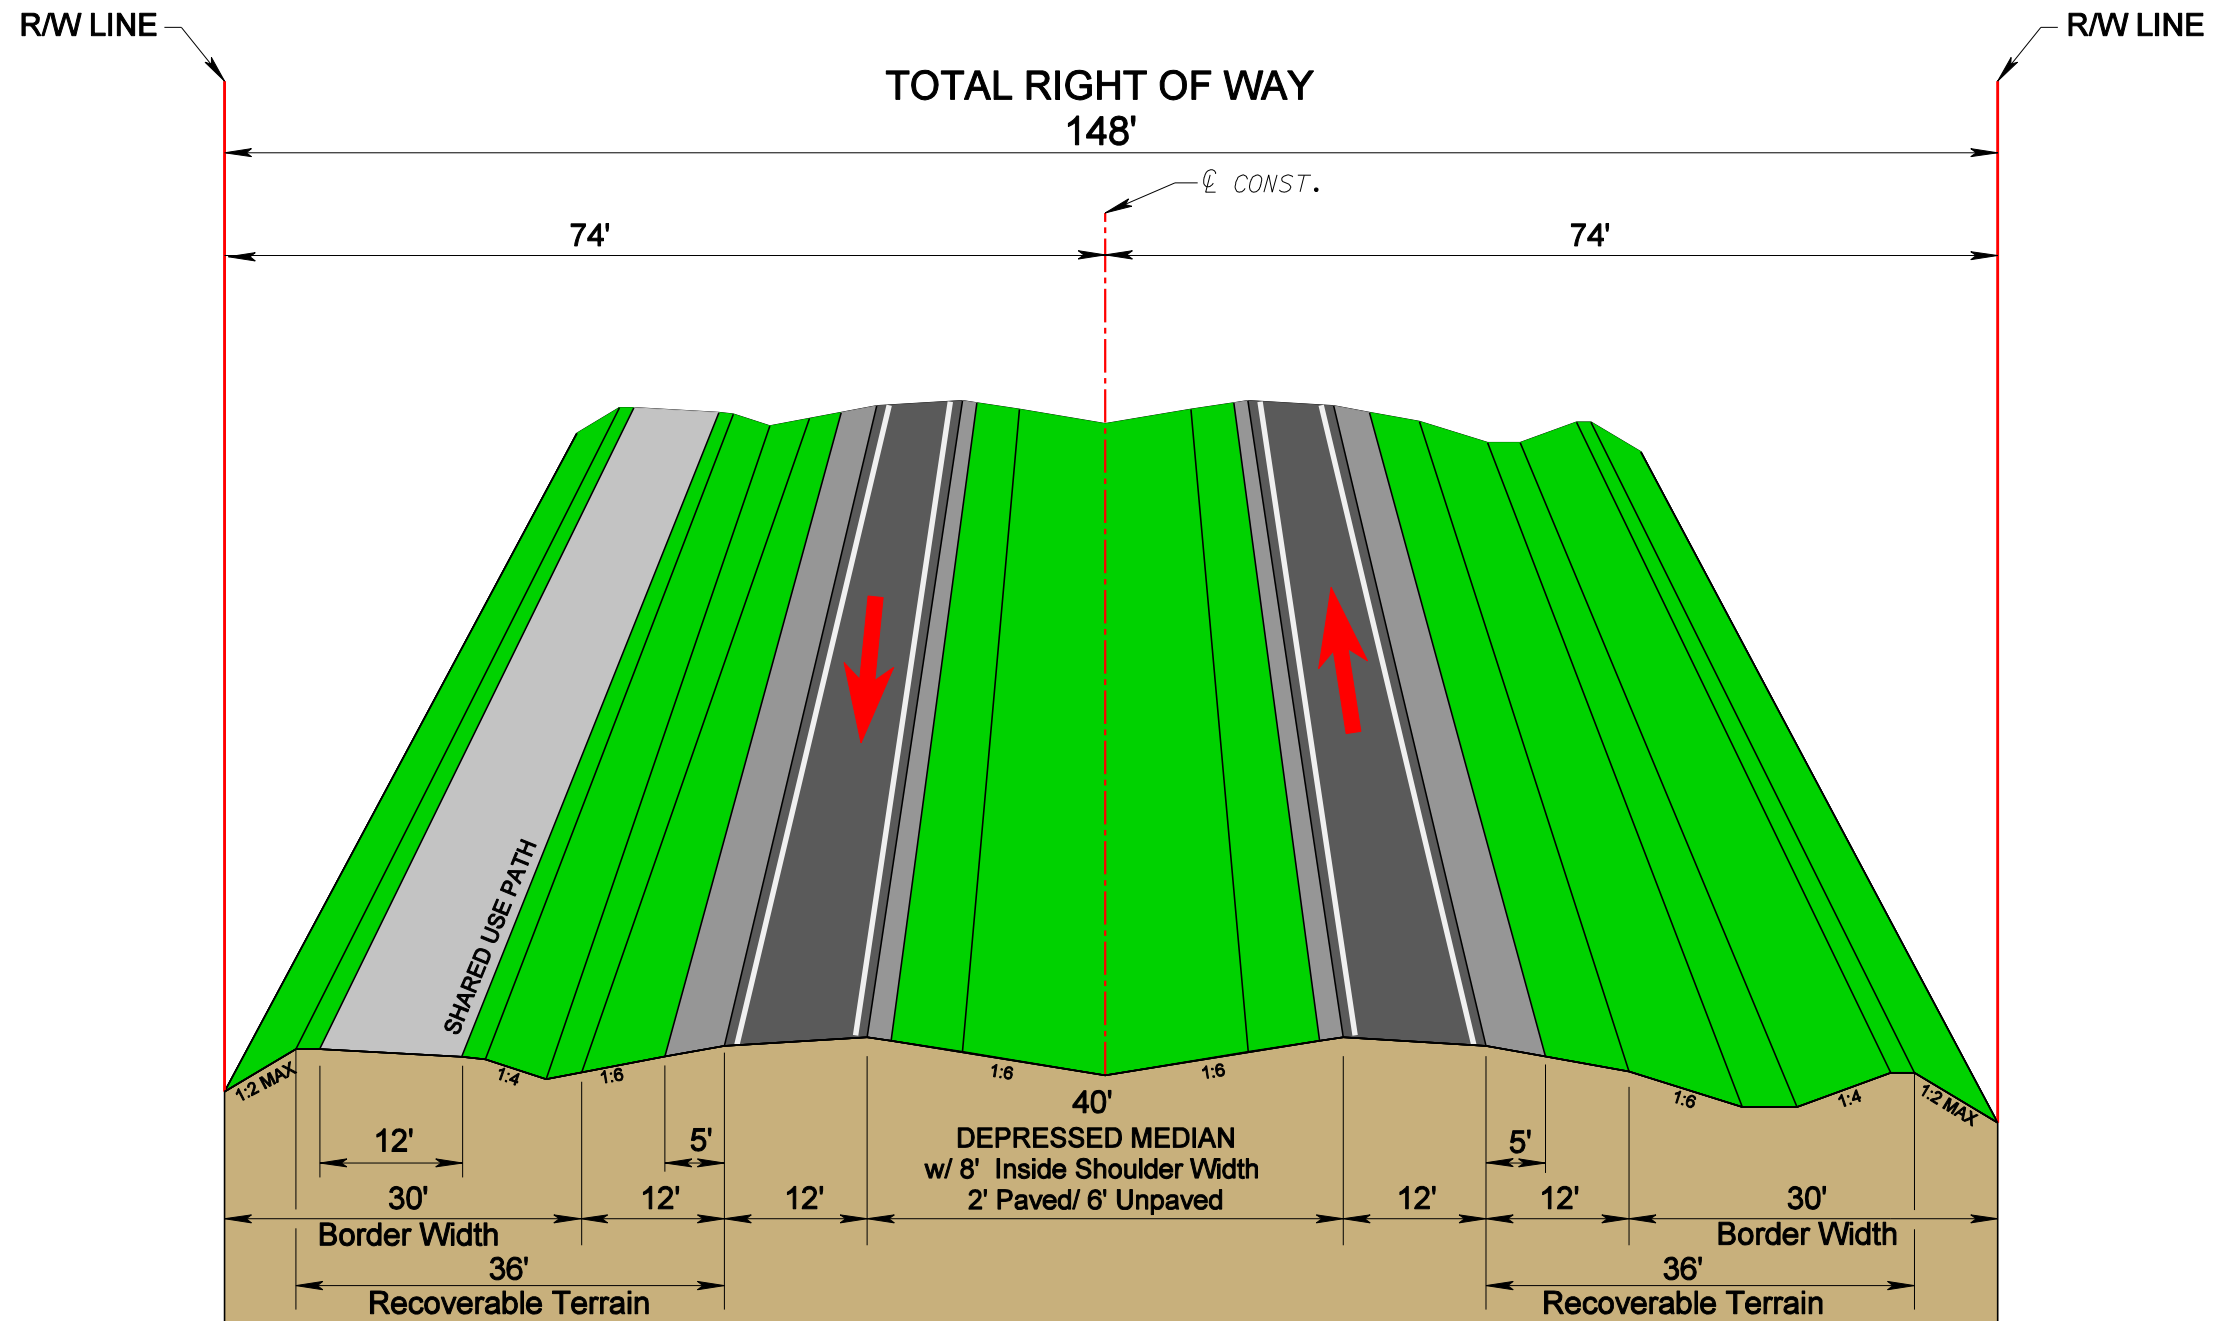 R/W LINE
R/W LINE
TOTAL RIGHT OF WAY
148'
℄ CONST.
74'
74'
SHARED USE PATH
1:2 MAX
1:4
1:6
1:6
1:6
1:6
1:4
1:2 MAX
40'
DEPRESSED MEDIAN
w/ 8' Inside Shoulder Width
2' Paved/ 6' Unpaved
12'
5'
5'
30'
12'
12'
12'
12'
30'
Border Width
Border Width
36'
36'
Recoverable Terrain
Recoverable Terrain